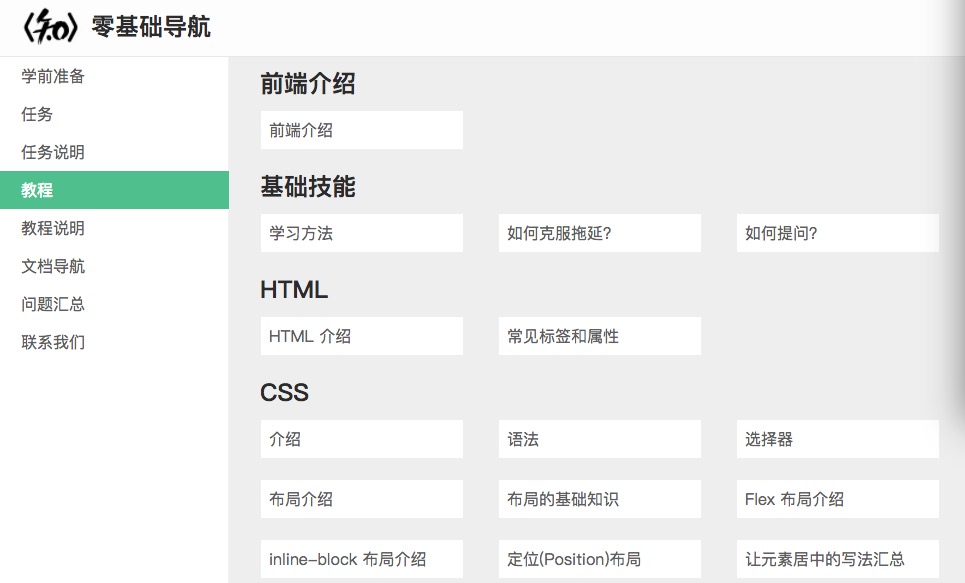 〈知〉 零基础导航
学前准备
任务
任务说明
教程
教程说明
文档导航
问题汇总
联系我们
前端介绍
前端介绍
基础技能
学习方法 如何克服拖延? 如何提问?
HTML
HTML 介绍 常见标签和属性
CSS
介绍 语法 选择器
布局介绍 布局的基础知识 Flex 布局介绍
inline-block 布局介绍 定位(Position)布局 让元素居中的写法汇总